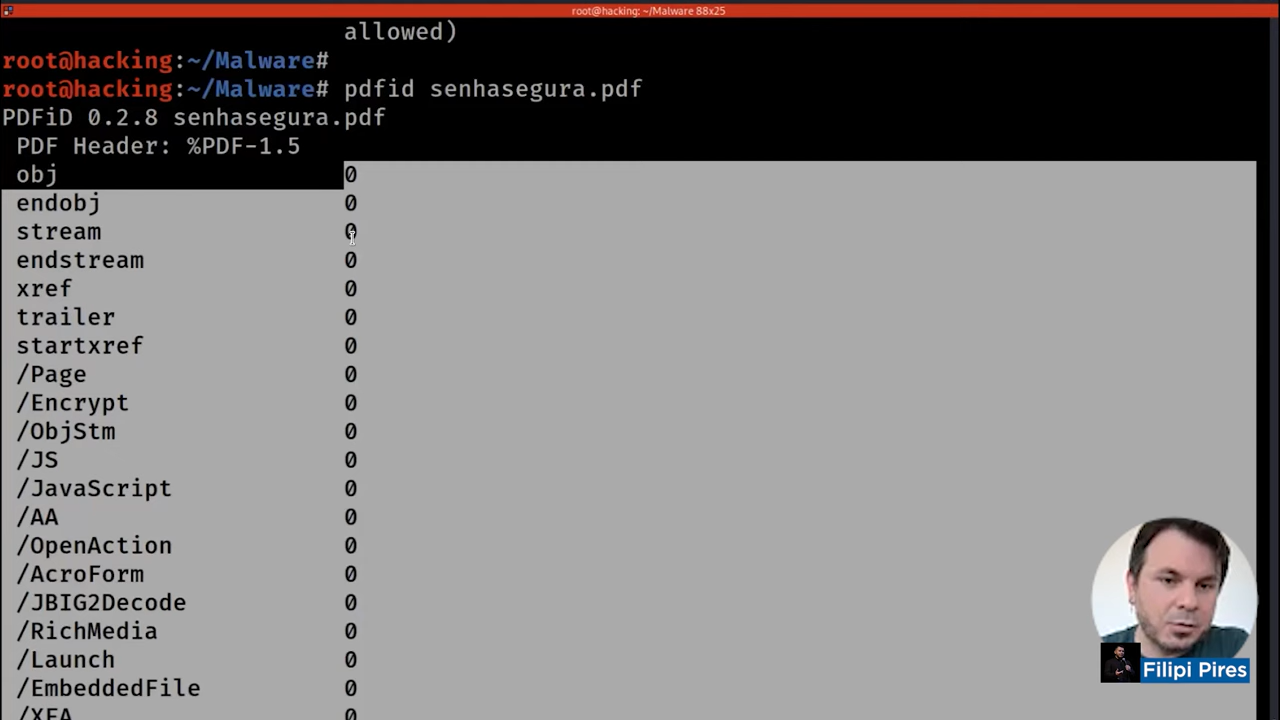 root@hacking: ~/Malware 88x25
allowed)
root@hacking:~/Malware#
root@hacking:~/Malware# pdfid senhasegura.pdf
PDFiD 0.2.8 senhasegura.pdf
PDF Header: %PDF-1.5
obj 0
endobj 0
stream 0
endstream 0
xref 0
trailer 0
startxref 0
/Page 0
/Encrypt 0
/ObjStm 0
/JS 0
/JavaScript 0
/AA 0
/OpenAction 0
/AcroForm 0
/JBIG2Decode 0
/RichMedia 0
/Launch 0
/EmbeddedFile 0
/XFA 0
Filipi Pires